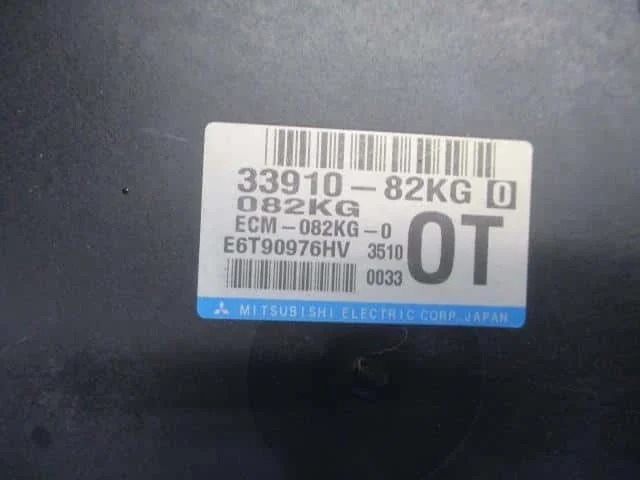 33910-82KG 0
082KG
ECM-082KG-0
E6T90976HV 3510
0033
0T
MITSUBISHI ELECTRIC CORP. JAPAN